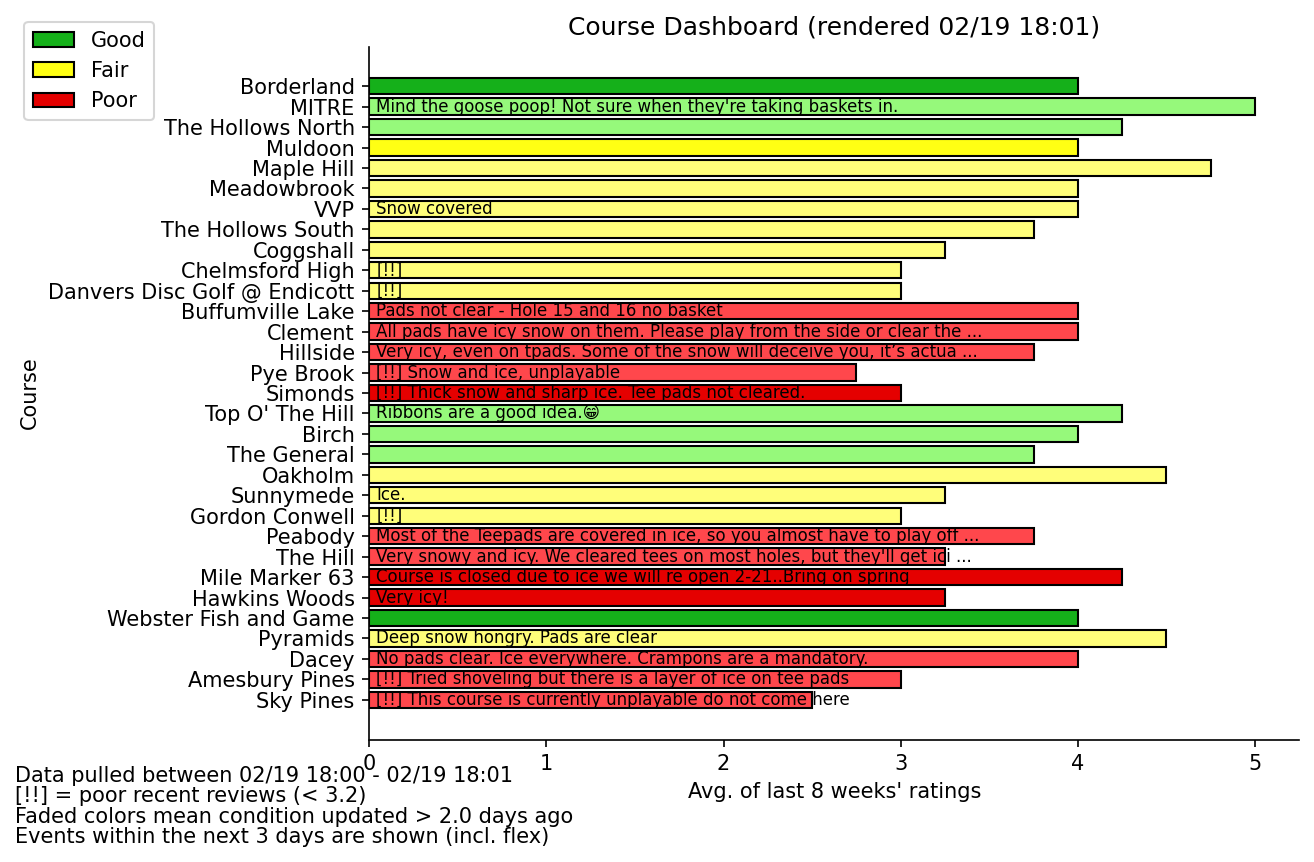 Course Dashboard (rendered 02/19 18:01)
Good
Fair
Poor
Borderland
MITRE Mind the goose poop! Not sure when they're taking baskets in.
The Hollows North
Muldoon
Maple Hill
Meadowbrook
VVP Snow covered
The Hollows South
Coggshall
Chelmsford High [!!]
Danvers Disc Golf @ Endicott [!!]
Buffumville Lake Pads not clear - Hole 15 and 16 no basket
Clement All pads have icy snow on them. Please play from the side or clear the ...
Hillside Very icy, even on tpads. Some of the snow will deceive you, it’s actua ...
Pye Brook [!!] Snow and ice, unplayable
Simonds [!!] Thick snow and sharp ice. Tee pads not cleared.
Top O' The Hill Ribbons are a good idea.😁
Birch
The General
Oakholm
Sunnymede Ice.
Gordon Conwell [!!]
Peabody Most of the Teepads are covered in ice, so you almost have to play off ...
The Hill Very snowy and icy. We cleared tees on most holes, but they'll get ici ...
Mile Marker 63 Course is closed due to ice we will re open 2-21..Bring on spring
Hawkins Woods Very icy!
Webster Fish and Game
Pyramids Deep snow hongry. Pads are clear
Dacey No pads clear. Ice everywhere. Crampons are a mandatory.
Amesbury Pines [!!] Tried shoveling but there is a layer of ice on tee pads
Sky Pines [!!] This course is currently unplayable do not come here
Course
0 1 2 3 4 5
Avg. of last 8 weeks' ratings
Data pulled between 02/19 18:00 - 02/19 18:01
[!!] = poor recent reviews (< 3.2)
Faded colors mean condition updated > 2.0 days ago
Events within the next 3 days are shown (incl. flex)